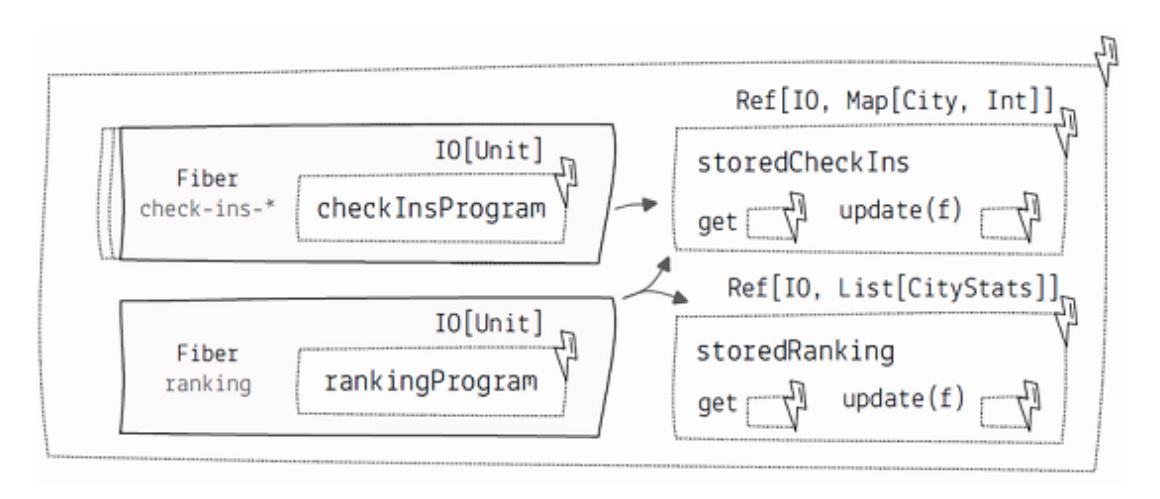 IO[Unit]
Fiber
check-ins-*
checkInsProgram
Ref[IO, Map[City, Int]]
storedCheckIns
get
update(f)
IO[Unit]
Fiber
ranking
rankingProgram
Ref[IO, List[CityStats]]
storedRanking
get
update(f)